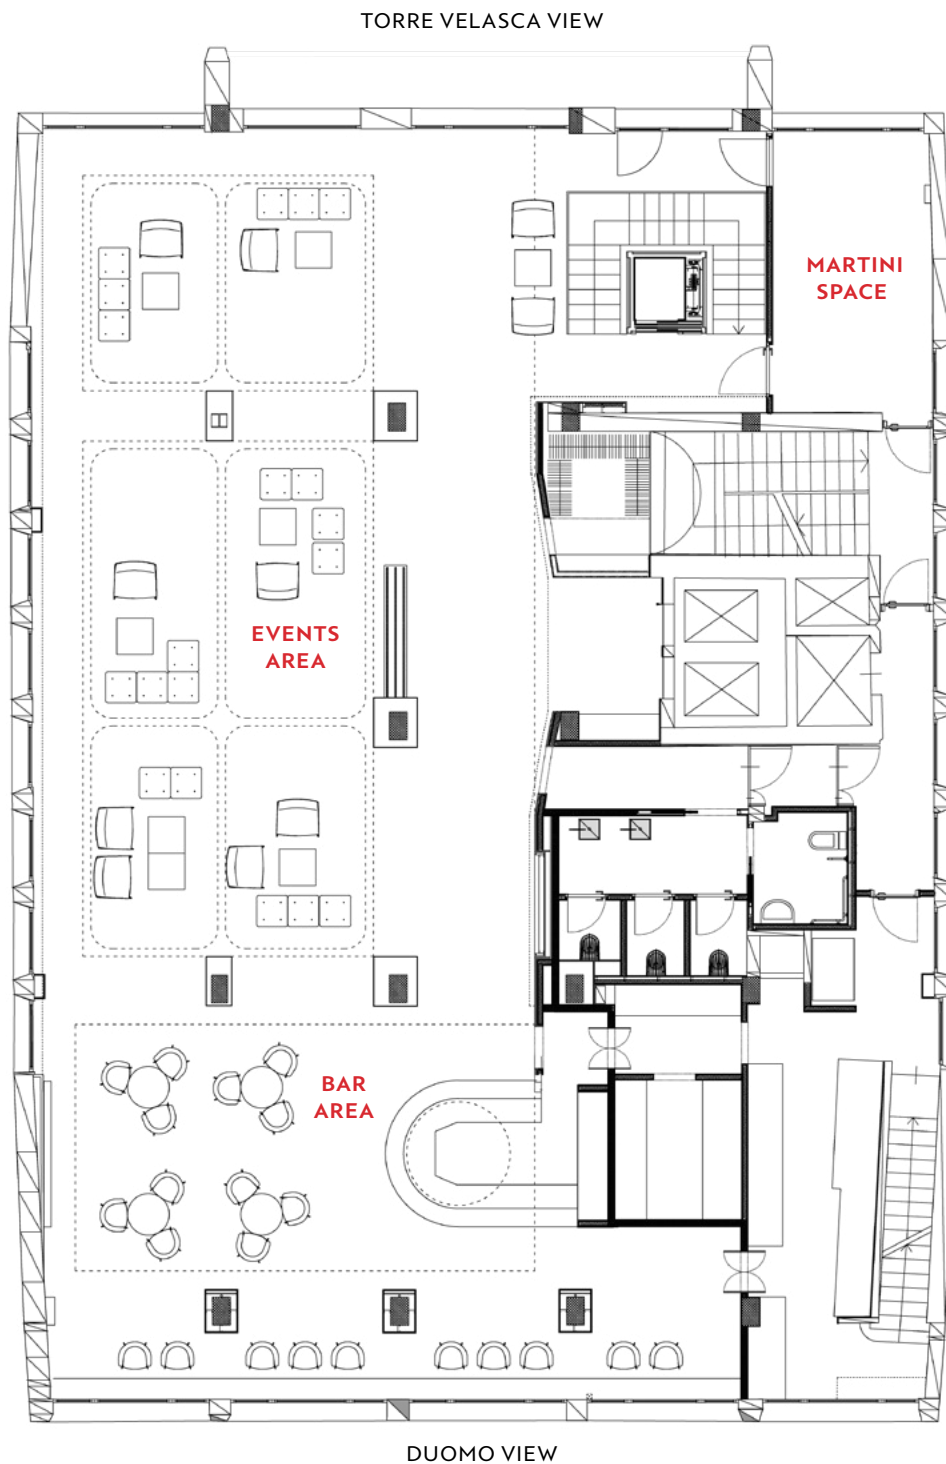 TORRE VELASCA VIEW
MARTINI
SPACE
EVENTS
AREA
BAR
AREA
DUOMO VIEW